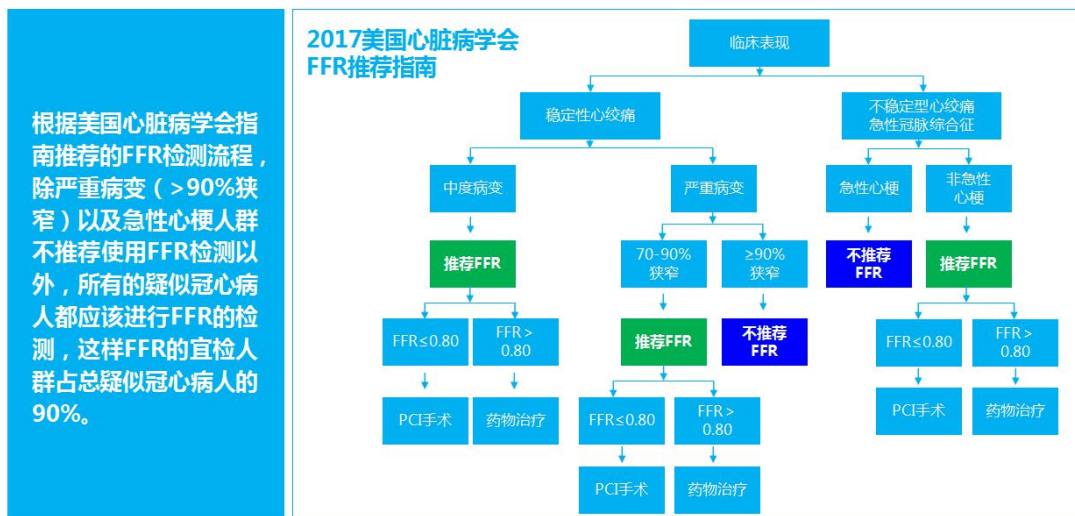 根据美国心脏病学会指
南推荐的FFR检测流程，
除严重病变（>90%狭
窄）以及急性心梗人群
不推荐使用FFR检测以
外，所有的疑似冠心病
人都应该进行FFR的检
测，这样FFR的宜检人
群占总疑似冠心病人的
90%。
2017美国心脏病学会
FFR推荐指南
临床表现
稳定性心绞痛
不稳定型心绞痛
急性冠脉综合征
中度病变
严重病变
急性心梗
非急性
心梗
推荐FFR
70-90%
狭窄
≥90%
狭窄
不推荐
FFR
推荐FFR
FFR≤0.80
FFR>
0.80
推荐FFR
不推荐
FFR
FFR≤0.80
FFR>
0.80
PCI手术
药物治疗
FFR≤0.80
FFR>
0.80
PCI手术
药物治疗
PCI手术
药物治疗